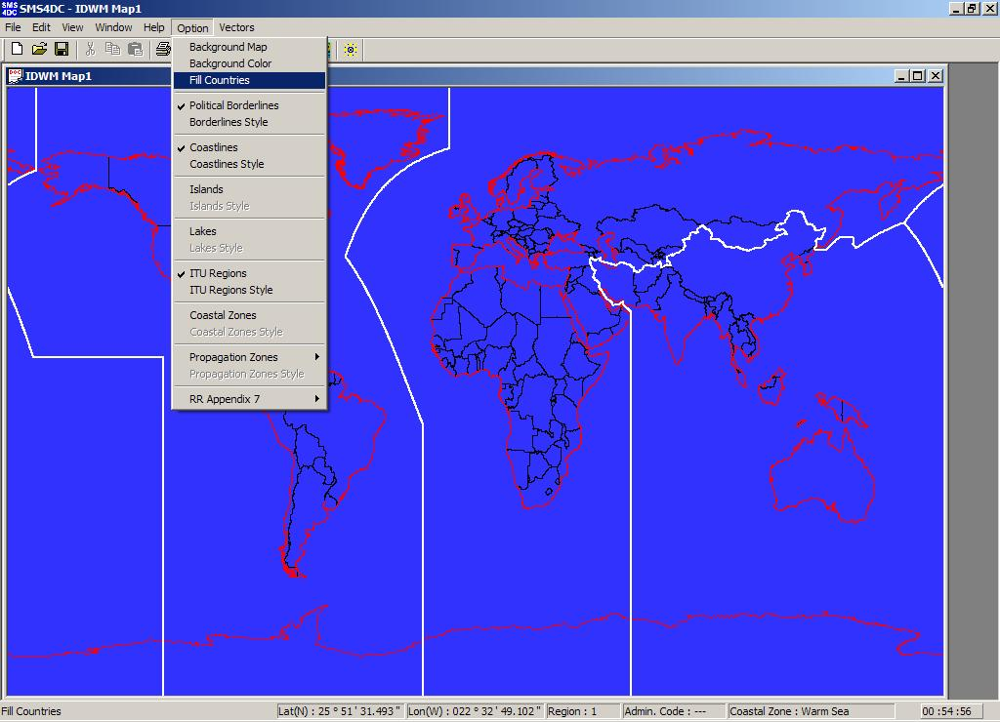 SMS4DC - IDWM Map1
SMS
4DC
File Edit View Window Help Option Vectors
IDWM Map1
DOC
Background Map
Background Color
Fill Countries
Political Borderlines
Borderlines Style
Coastlines
Coastlines Style
Islands
Islands Style
Lakes
Lakes Style
ITU Regions
ITU Regions Style
Coastal Zones
Coastal Zones Style
Propagation Zones
Propagation Zones Style
RR Appendix 7
Fill Countries Lat(N) : 25 ° 51 ' 31.493 " Lon(W) : 022 ° 32 ' 49.102 " Region : 1 Admin. Code : --- Coastal Zone : Warm Sea 00 :54 :56